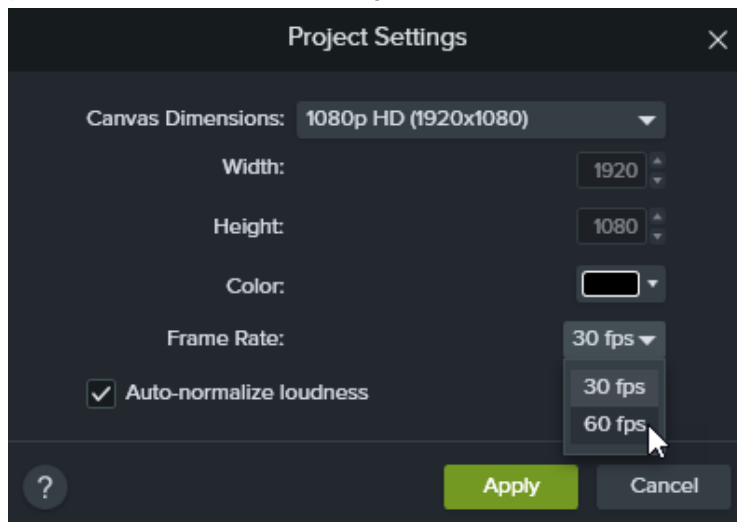 Project Settings
Canvas Dimensions: 1080p HD (1920x1080)
Width: 1920
Height: 1080
Color:
Frame Rate: 30 fps
30 fps
60 fps
Auto-normalize loudness
? Apply Cancel